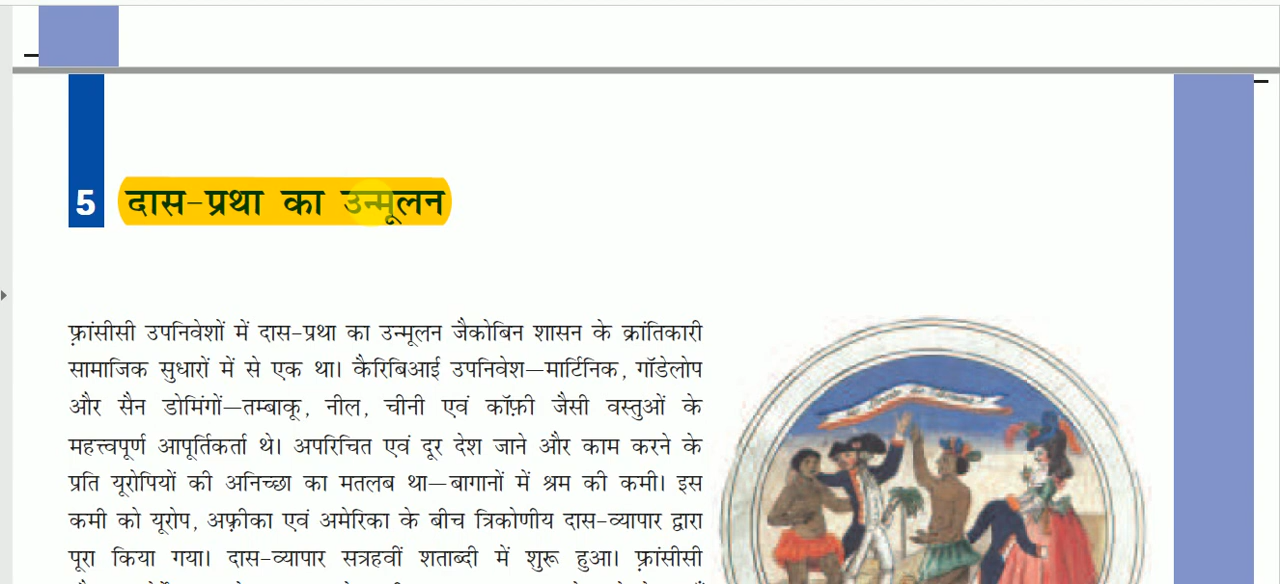 5 दास-प्रथा का उन्मूलन
फ़्रांसीसी उपनिवेशों में दास-प्रथा का उन्मूलन जैकोबिन शासन के क्रांतिकारी
सामाजिक सुधारों में से एक था। कैरिबिआई उपनिवेश—मार्टिनिक, गॉडेलोप
और सैन डोमिंगों—तम्बाकू, नील, चीनी एवं कॉफ़ी जैसी वस्तुओं के
महत्त्वपूर्ण आपूर्तिकर्ता थे। अपरिचित एवं दूर देश जाने और काम करने के
प्रति यूरोपियों की अनिच्छा का मतलब था—बागानों में श्रम की कमी। इस
कमी को यूरोप, अफ़्रीका एवं अमेरिका के बीच त्रिकोणीय दास-व्यापार द्वारा
पूरा किया गया। दास-व्यापार सत्रहवीं शताब्दी में शुरू हुआ। फ़्रांसीसी